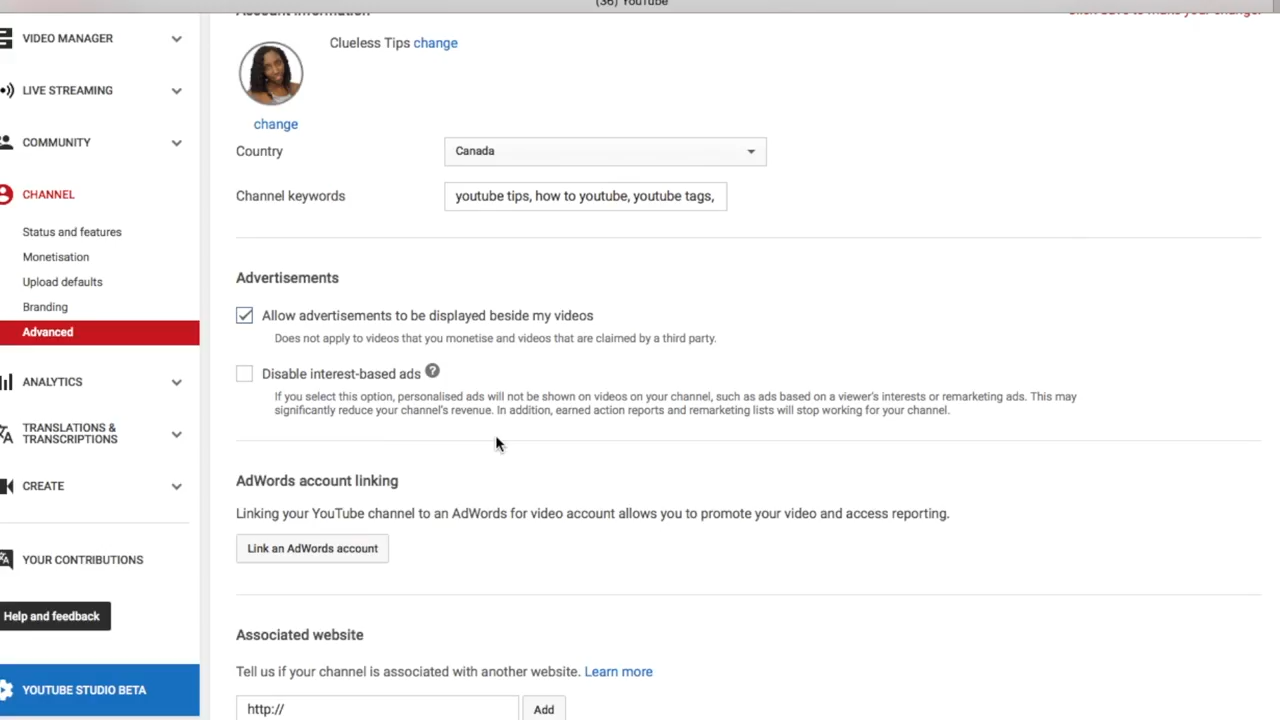 (36) YouTube
Account information
Click Save to make your change.
VIDEO MANAGER
LIVE STREAMING
COMMUNITY
CHANNEL
Status and features
Monetisation
Upload defaults
Branding
Advanced
ANALYTICS
TRANSLATIONS &
TRANSCRIPTIONS
CREATE
YOUR CONTRIBUTIONS
Help and feedback
YOUTUBE STUDIO BETA
Clueless Tips change
change
Country
Canada
Channel keywords
youtube tips, how to youtube, youtube tags,
Advertisements
Allow advertisements to be displayed beside my videos
Does not apply to videos that you monetise and videos that are claimed by a third party.
Disable interest-based ads ?
If you select this option, personalised ads will not be shown on videos on your channel, such as ads based on a viewer's interests or remarketing ads. This may
significantly reduce your channel's revenue. In addition, earned action reports and remarketing lists will stop working for your channel.
AdWords account linking
Linking your YouTube channel to an AdWords for video account allows you to promote your video and access reporting.
Link an AdWords account
Associated website
Tell us if your channel is associated with another website. Learn more
http://
Add